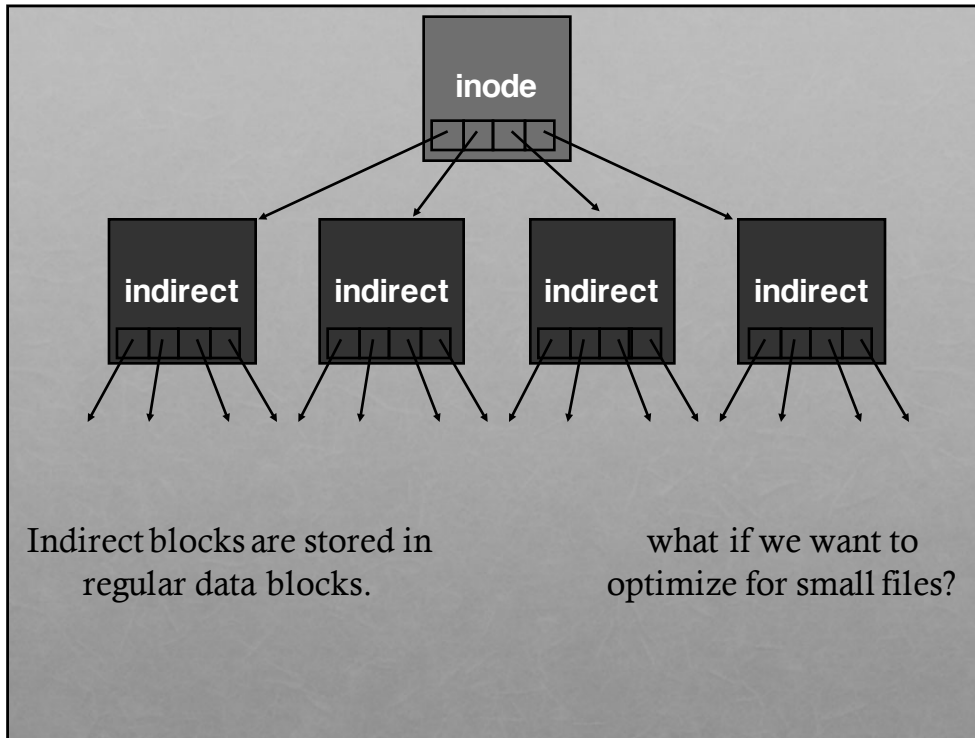 inode
indirect
indirect
indirect
indirect
Indirect blocks are stored in
regular data blocks.
what if we want to
optimize for small files?